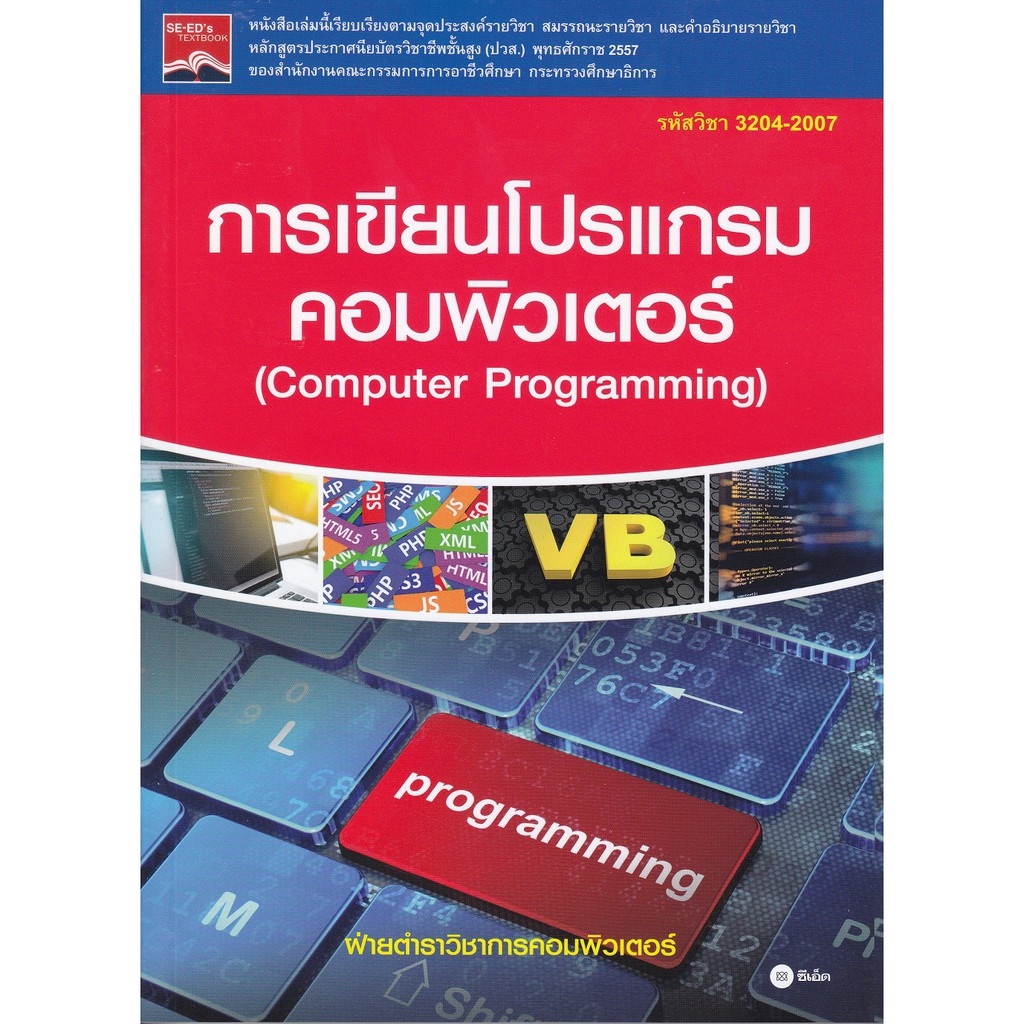 SE-ED's
TEXTBOOK
หนังสือเล่มนี้เรียบเรียงตามจุดประสงค์รายวิชา สมรรถนะรายวิชา และคำอธิบายรายวิชา
หลักสูตรประกาศนียบัตรวิชาชีพชั้นสูง (ปวส.) พุทธศักราช 2557
ของสำนักงานคณะกรรมการการอาชีวศึกษา กระทรวงศึกษาธิการ
รหัสวิชา 3204-2007
การเขียนโปรแกรม
คอมพิวเตอร์
(Computer Programming)
SEO
PHP
JS
HTML5
XML
PHP
HTML
JS
VB
P
053F0
76C7
L
programming
M
ฝ่ายตำราวิชาการคอมพิวเตอร์
ซีเอ็ด
Shift